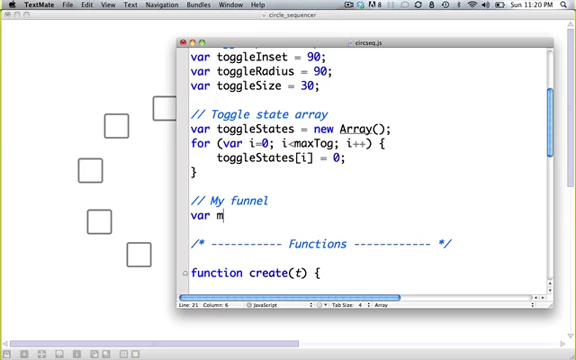 TextMate File Edit View Text Navigation Bundles Window Help Sun 11:20 PM
circle_sequencer
circseq.js
var toggleInset = 90;
var toggleRadius = 90;
var toggleSize = 30;
// Toggle state array
var toggleStates = new Array();
for (var i=0; i<maxTog; i++) {
toggleStates[i] = 0;
}
// My funnel
var m
/* ----------- Functions ------------ */
function create(t) {
Line: 21 Column: 6 JavaScript Tab Size: 4 Array